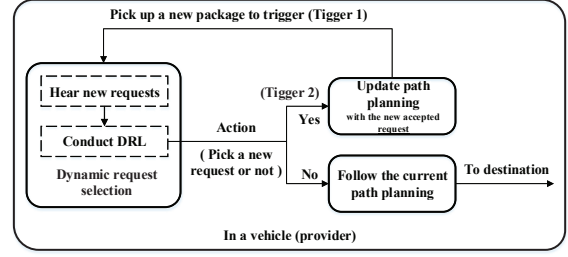 Pick up a new package to trigger (Tigger 1)
Hear new requests
Conduct DRL
Dynamic request
selection
Action
( Pick a new
request or not )
(Tigger 2)
Yes
No
Update path
planning
with the new accepted
request
Follow the current
path planning
To destination
In a vehicle (provider)